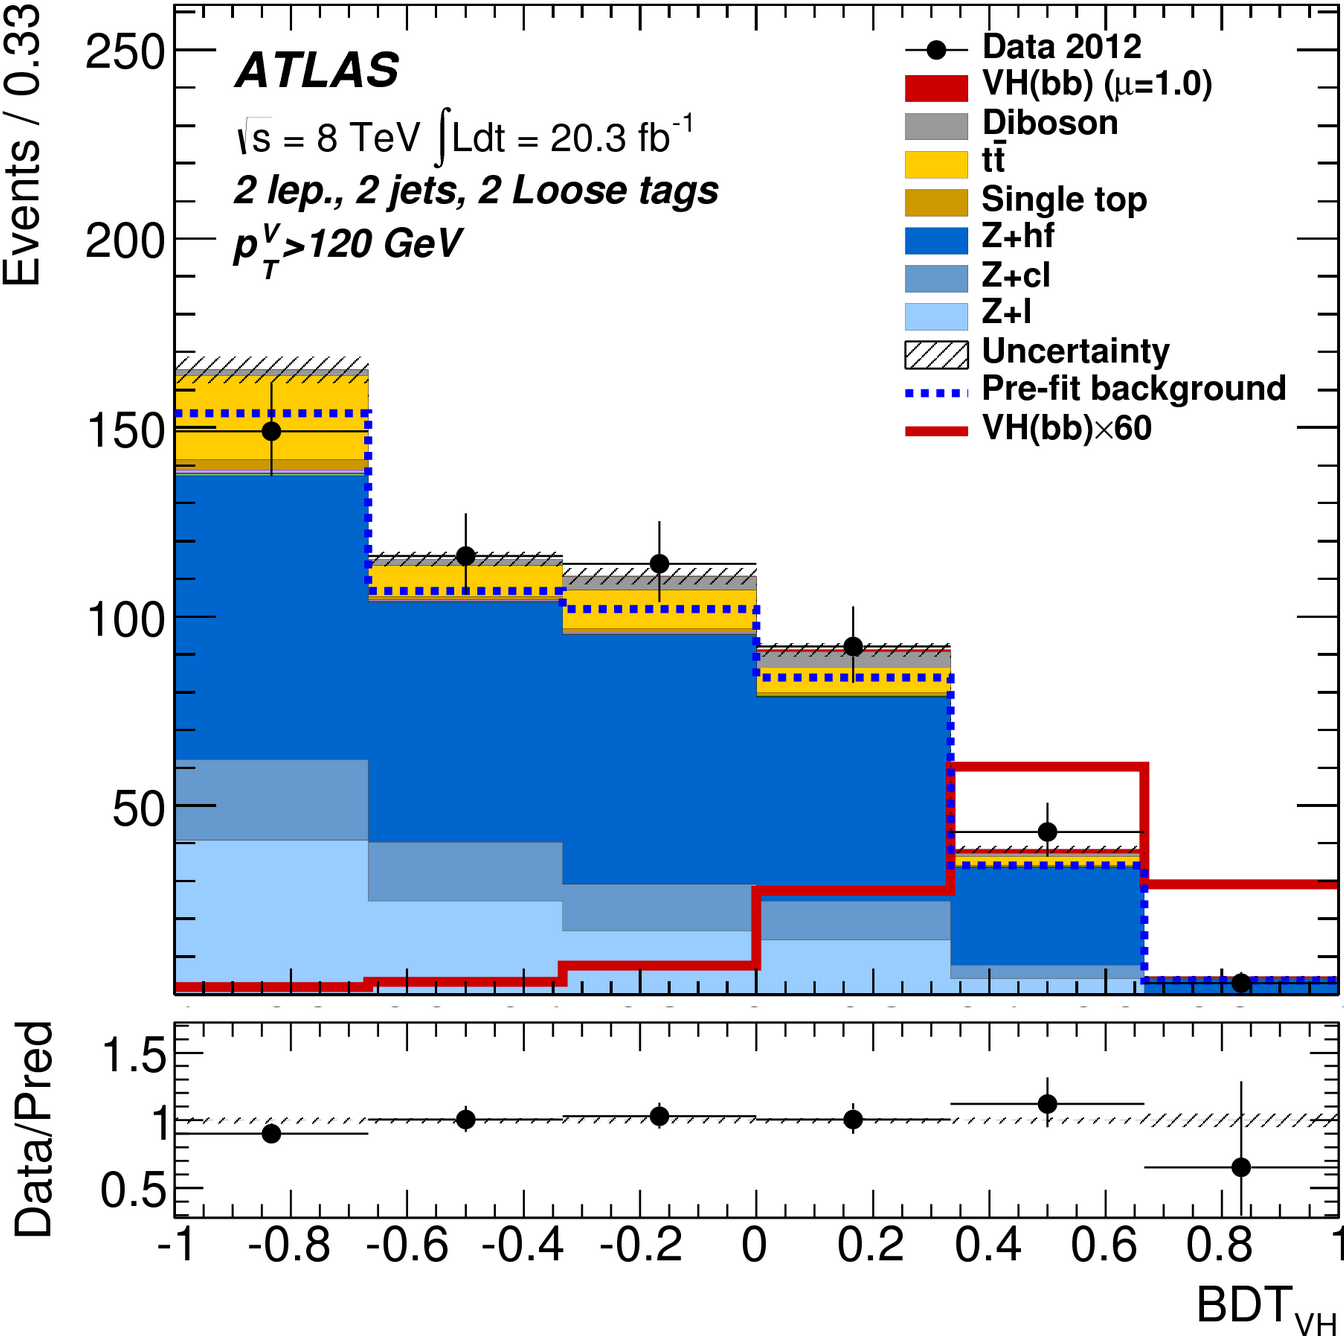 Events / 0.33
250
200
150
100
50
ATLAS
√s = 8 TeV ∫Ldt = 20.3 fb⁻¹
2 lep., 2 jets, 2 Loose tags
p_T^V>120 GeV
Data 2012
VH(bb) (μ=1.0)
Diboson
tt̄
Single top
Z+hf
Z+cl
Z+l
Uncertainty
Pre-fit background
VH(bb)×60
Data/Pred
1.5
1
0.5
-1 -0.8 -0.6 -0.4 -0.2 0 0.2 0.4 0.6 0.8 1
BDT_VH